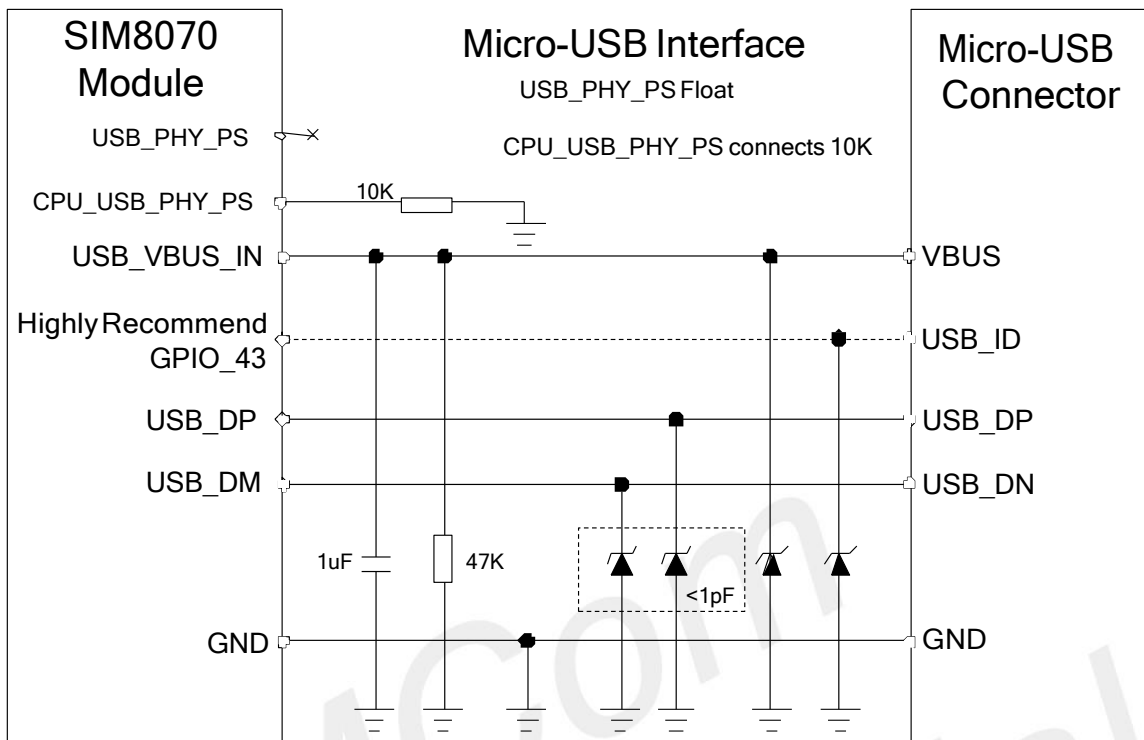 SIM8070
Module
Micro-USB Interface
Micro-USB
Connector
USB_PHY_PS Float
CPU_USB_PHY_PS connects 10K
USB_PHY_PS
CPU_USB_PHY_PS
10K
USB_VBUS_IN
VBUS
Highly Recommend
GPIO_43
USB_ID
USB_DP
USB_DP
USB_DM
USB_DN
1uF
47K
<1pF
GND
GND